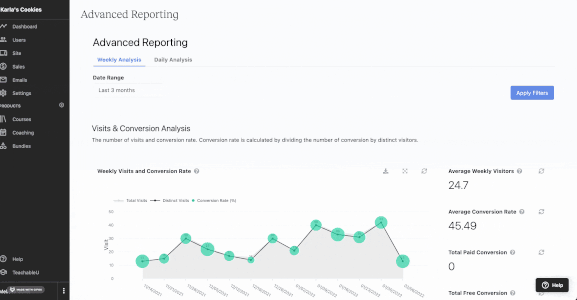 Karla's Cookies
Dashboard
Users
Site
Sales
Emails
Settings
PRODUCTS
Courses
Coaching
Bundles
Help
TeachableU
Advanced Reporting
Advanced Reporting
Weekly Analysis Daily Analysis
Date Range
Last 3 months
Apply Filters
Visits & Conversion Analysis
The number of visits and conversion rate. Conversion rate is calculated by dividing the number of conversion by distinct visitors.
Weekly Visits and Conversion Rate
Total Visits Distinct Visits Conversion Rate (%)
Visit
Average Weekly Visitors
24.7
Average Conversion Rate
45.49
Total Paid Conversion
0
Total Free Conversion
Help